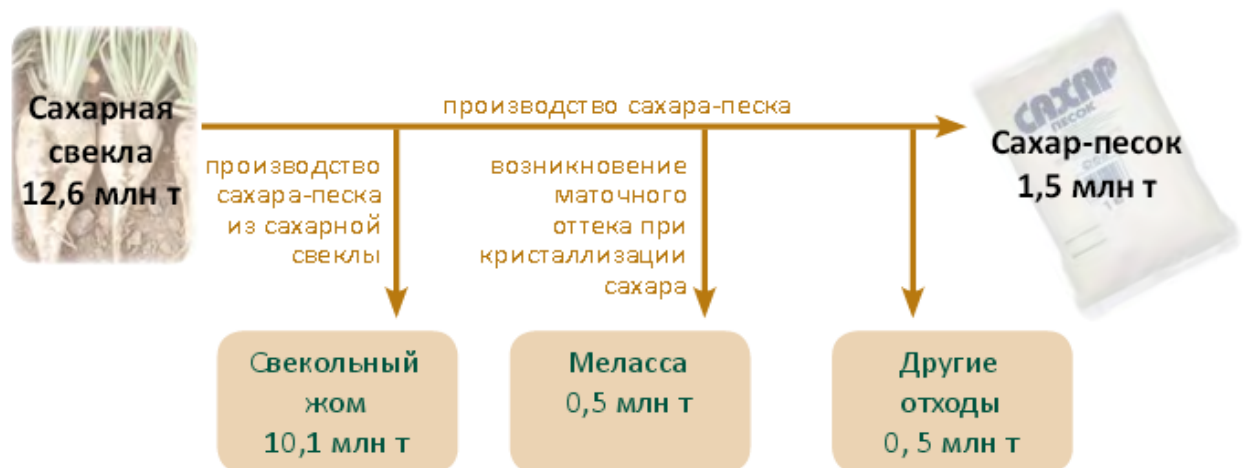 Сахарная
свекла
12,6 млн т
производство сахара-песка
САХАР
ПЕСОК
Сахар-песок
1,5 млн т
производство
сахара-песка
из сахарной
свеклы
возникновение
маточного
оттека при
кристаллизации
сахара
Свекольный
жом
10,1 млн т
Меласса
0,5 млн т
Другие
отходы
0, 5 млн т